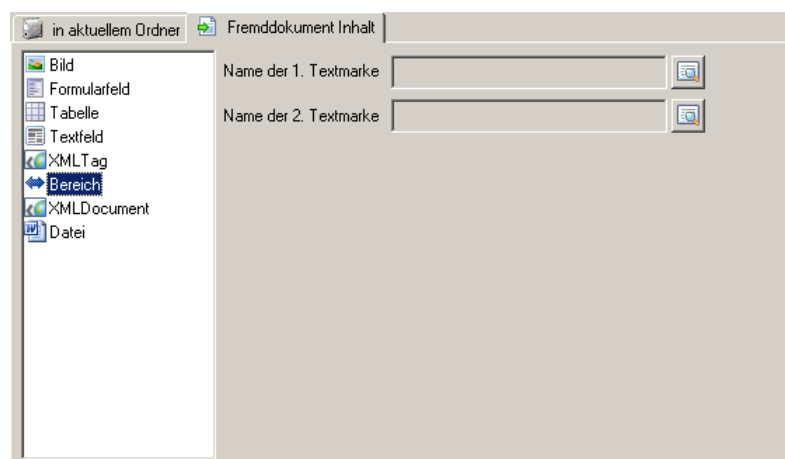 in aktuellem Ordner
Fremddokument Inhalt
Bild
Formularfeld
Tabelle
Textfeld
XMLTag
Bereich
XMLDocument
Datei
Name der 1. Textmarke
Name der 2. Textmarke